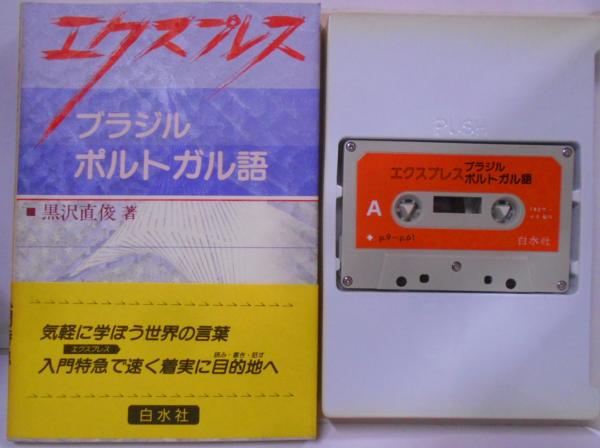 エクスプレス
ブラジル
ポルトガル語
■ 黒沢直俊 著
気軽に学ぼう世界の言葉
エクスプレス
読み・書き・話す
入門特急で速く着実に目的地へ
白水社
PUSH
エクスプレス ブラジル
ポルトガル語
A
p.9〜p.61
白水社